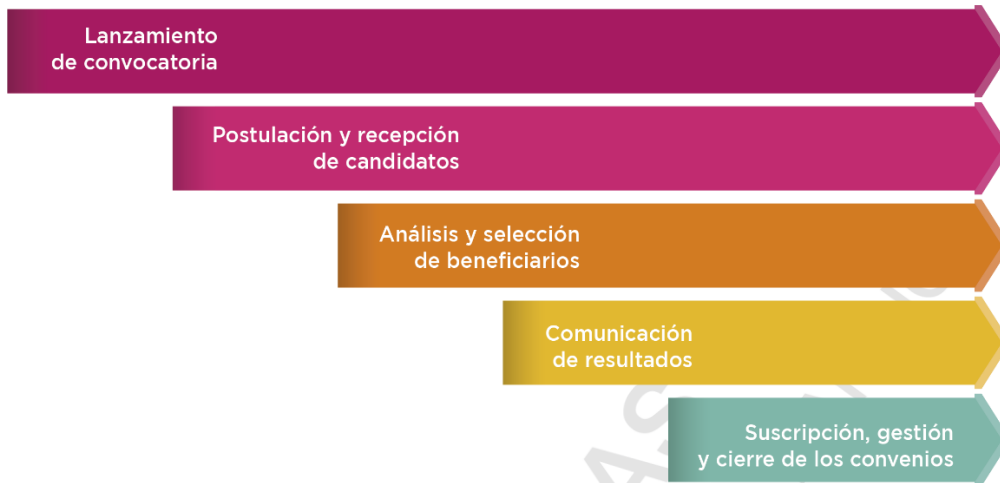 Lanzamiento
de convocatoria
Postulación y recepción
de candidatos
Análisis y selección
de beneficiarios
Comunicación
de resultados
Suscripción, gestión
y cierre de los convenios